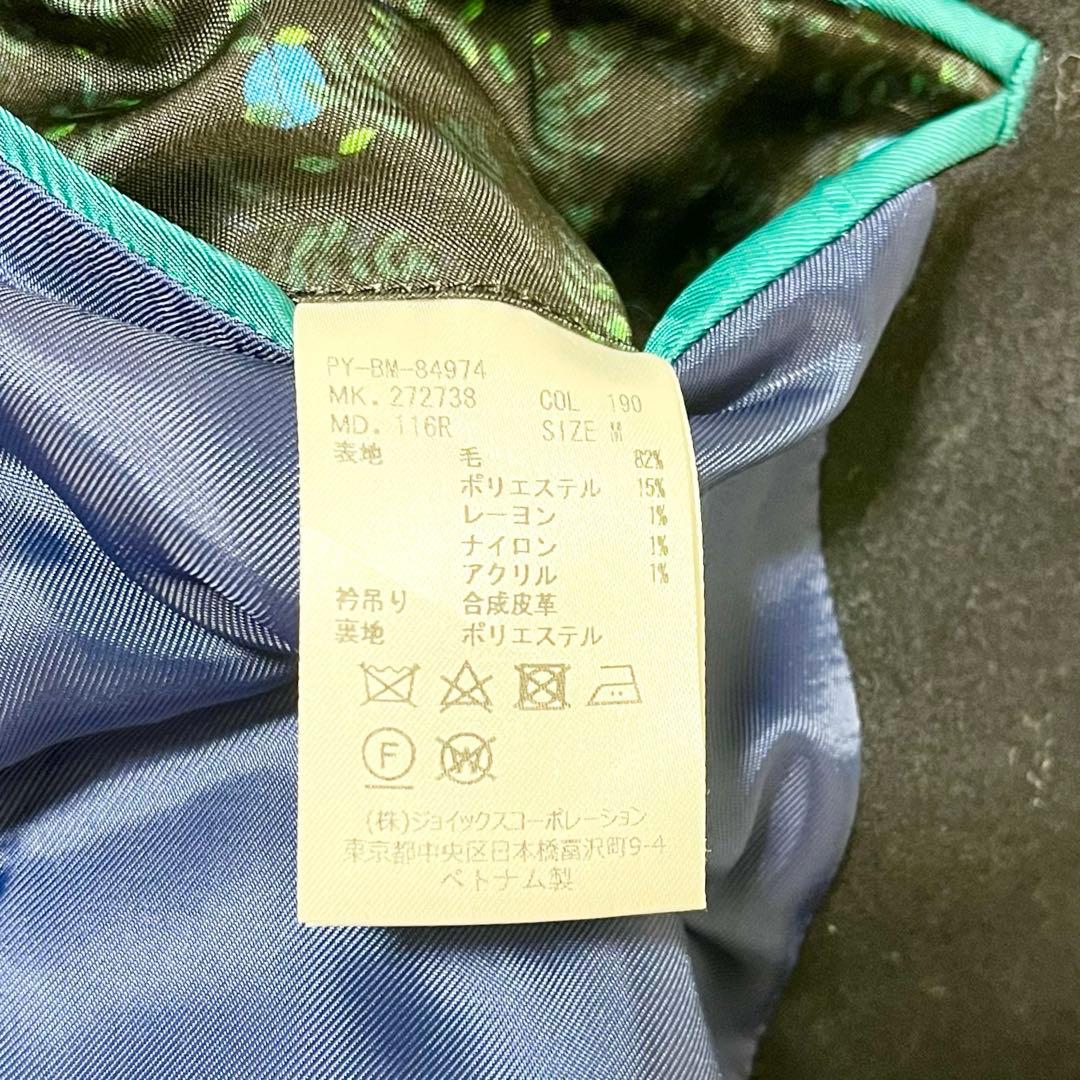 PY-BM-84974
MK. 272738 COL 190
MD. 116R SIZE M
表地 毛 82%
ポリエステル 15%
レーヨン 1%
ナイロン 1%
アクリル 1%
衿吊り 合成皮革
裏地 ポリエステル
F W
(株)ジョイックスコーポレーション
東京都中央区日本橋富沢町9-4
ベトナム製